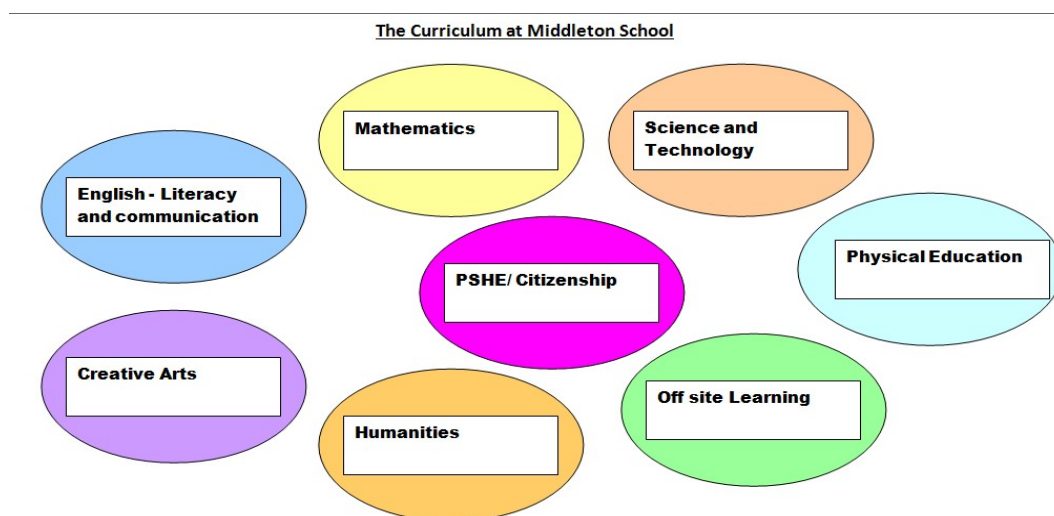 The Curriculum at Middleton School
Mathematics
Science and
Technology
English - Literacy
and communication
Physical Education
PSHE/ Citizenship
Creative Arts
Off site Learning
Humanities